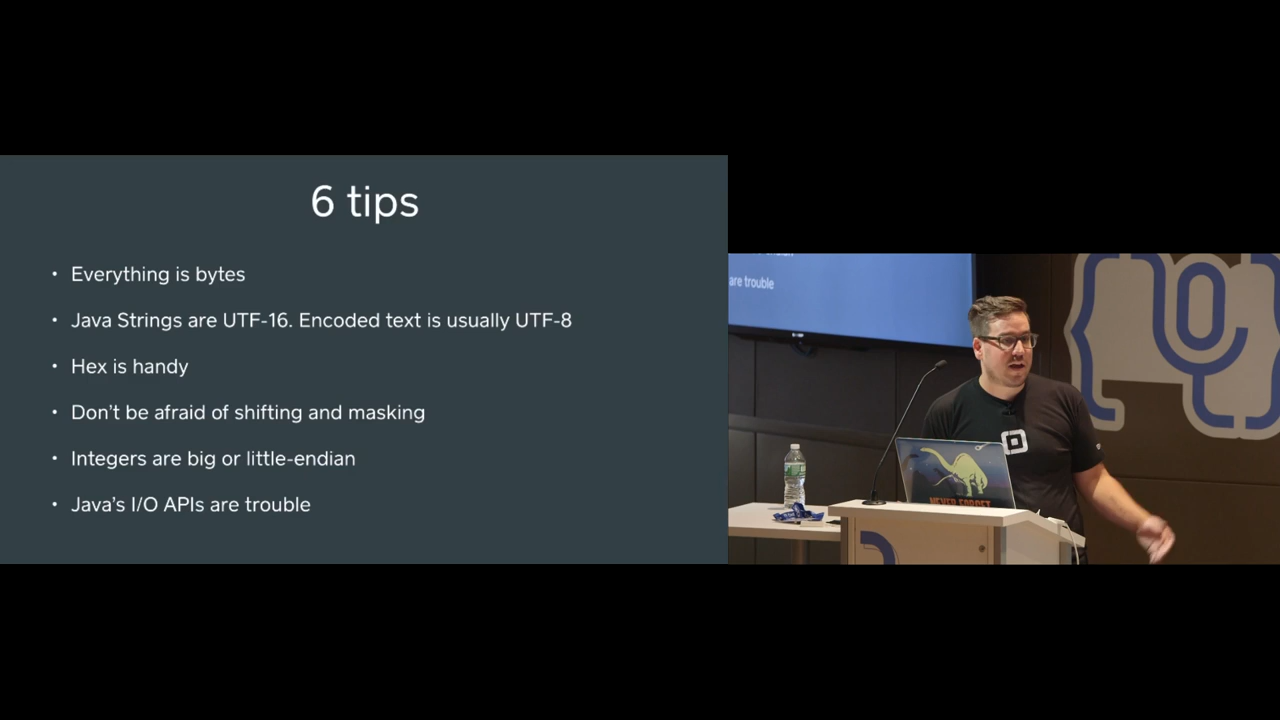 6 tips
• Everything is bytes
• Java Strings are UTF-16. Encoded text is usually UTF-8
• Hex is handy
• Don’t be afraid of shifting and masking
• Integers are big or little-endian
• Java’s I/O APIs are trouble
are trouble
NEVER FORGET